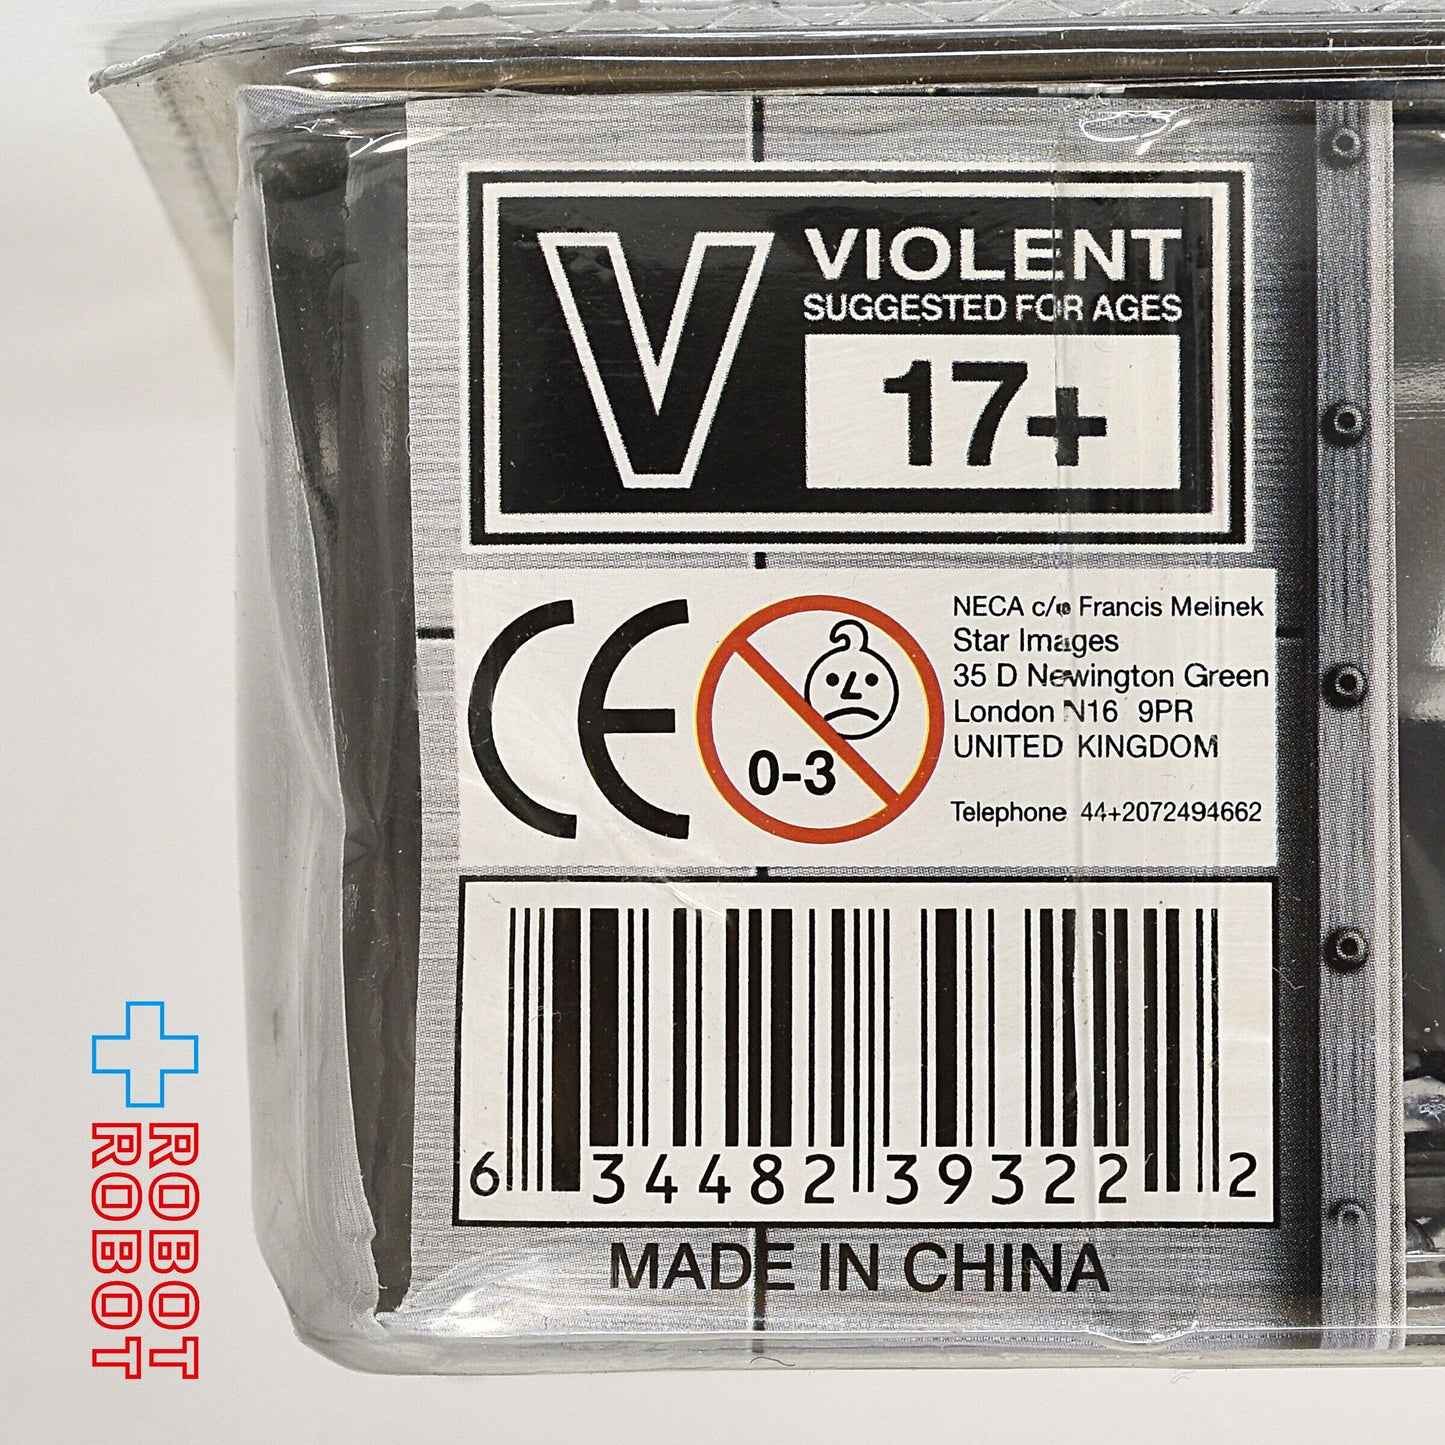 V
VIOLENT
SUGGESTED FOR AGES
17+
CE
0-3
NECA c/o Francis Melinek
Star Images
35 D Newington Green
London N16 9PR
UNITED KINGDOM
Telephone 44+2072494662
6 34482 39322 2
MADE IN CHINA
ROBOT
ROBOT